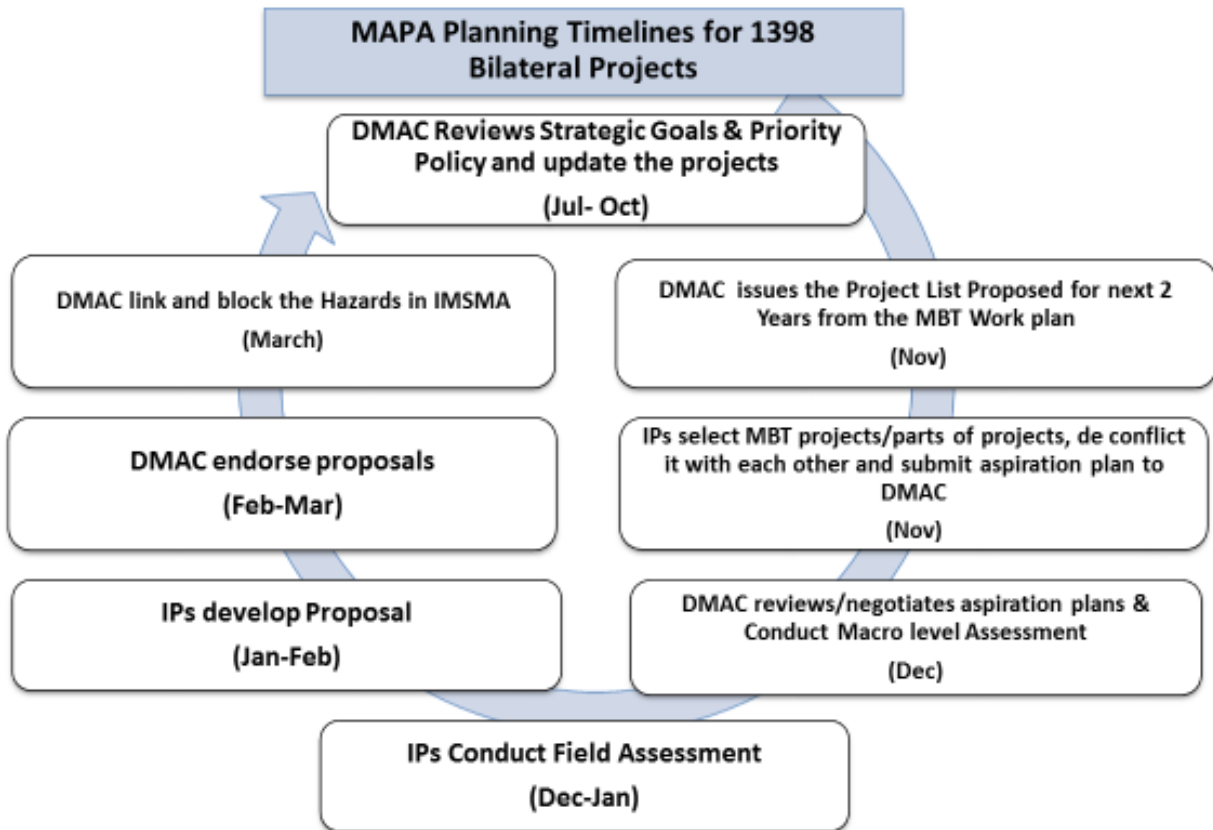 MAPA Planning Timelines for 1398
Bilateral Projects
DMAC Reviews Strategic Goals & Priority
Policy and update the projects
(Jul- Oct)
DMAC issues the Project List Proposed for next 2
Years from the MBT Work plan
(Nov)
IPs select MBT projects/parts of projects, de conflict
it with each other and submit aspiration plan to
DMAC
(Nov)
DMAC reviews/negotiates aspiration plans &
Conduct Macro level Assessment
(Dec)
IPs Conduct Field Assessment
(Dec-Jan)
IPs develop Proposal
(Jan-Feb)
DMAC endorse proposals
(Feb-Mar)
DMAC link and block the Hazards in IMSMA
(March)